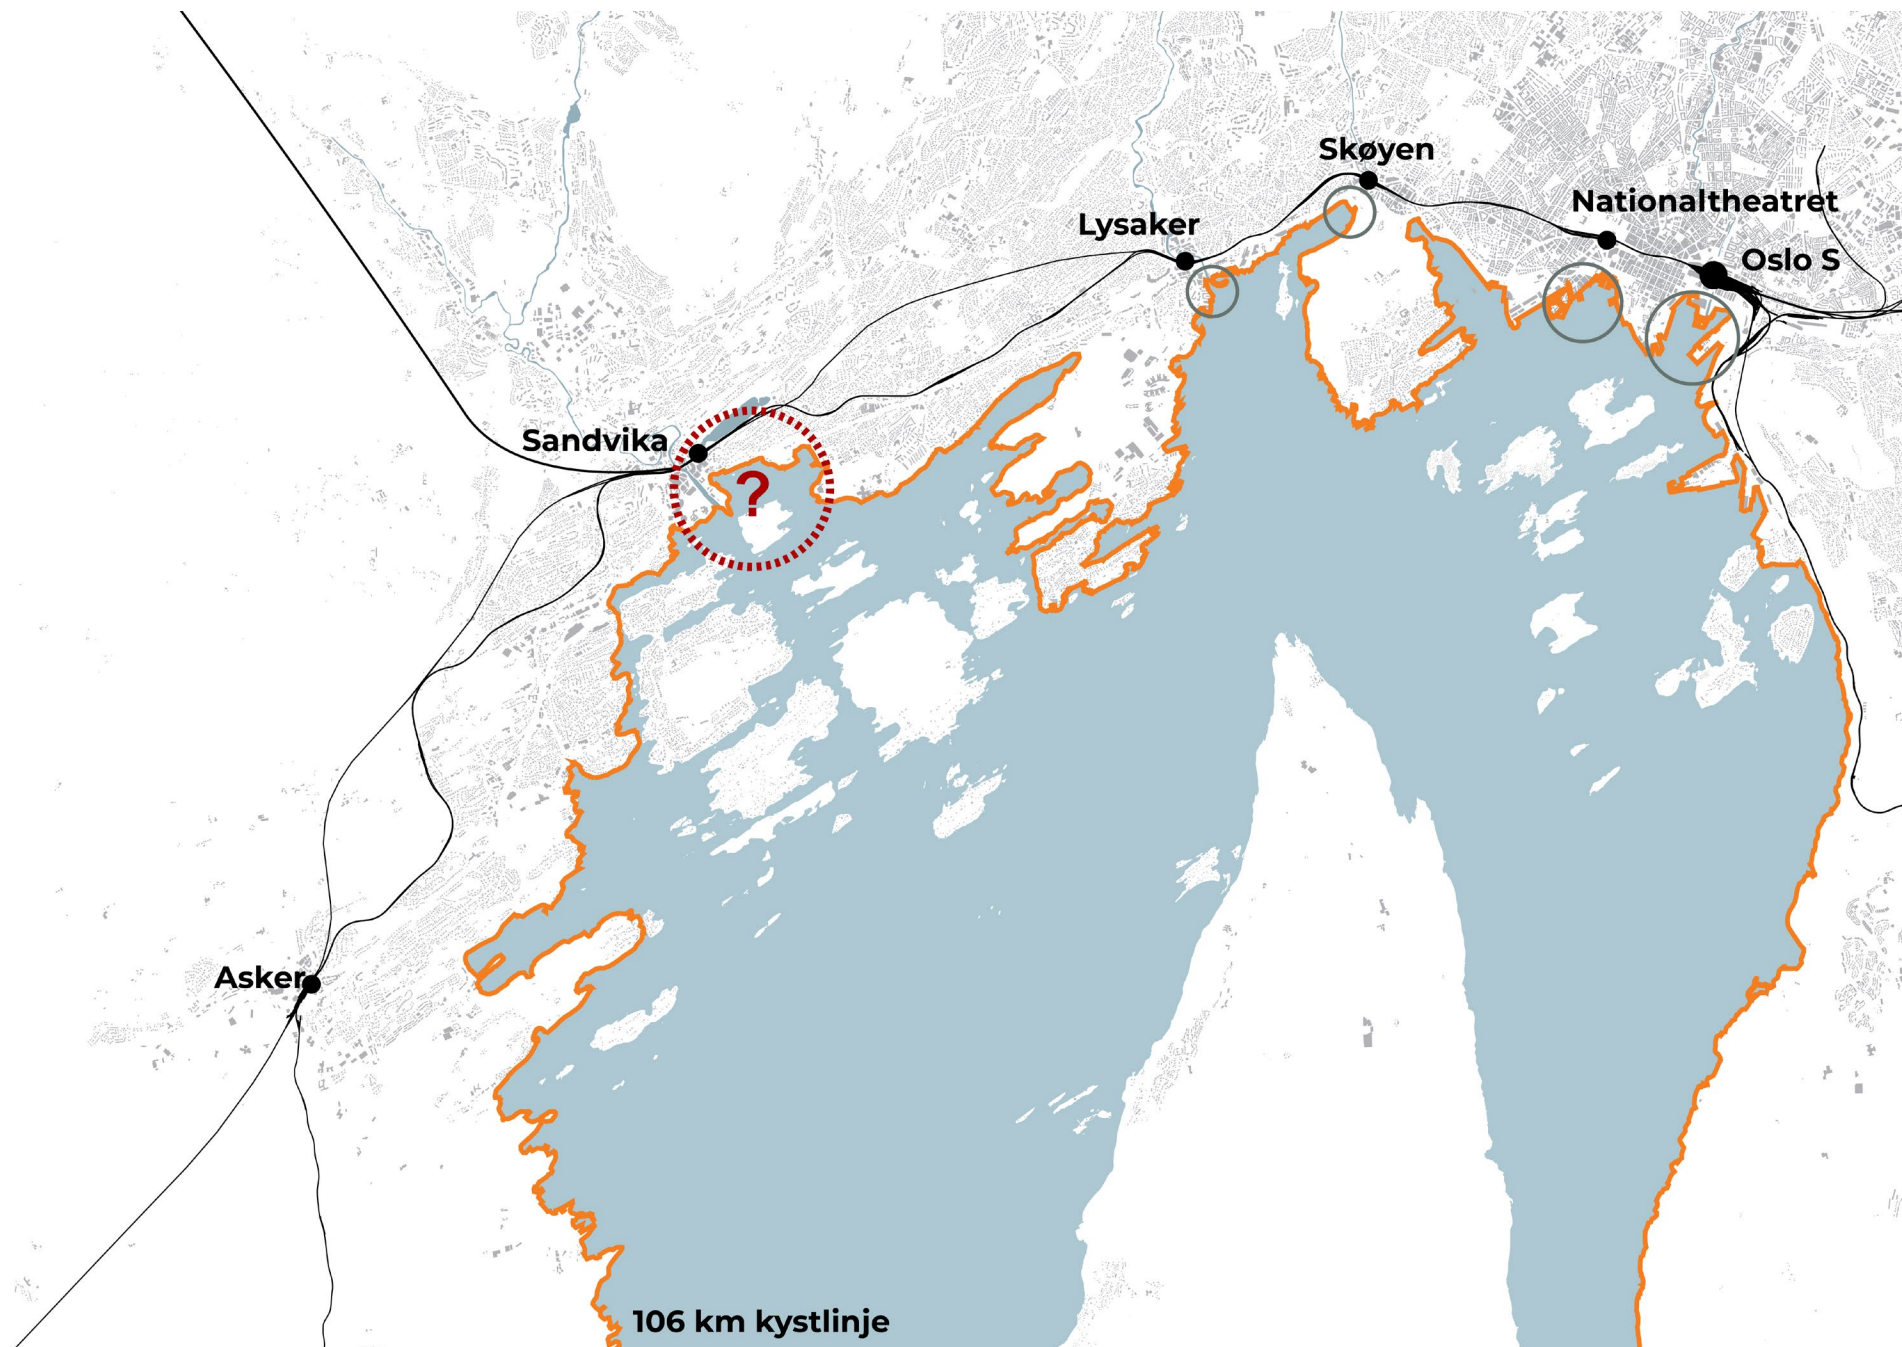 Skøyen
Nationaltheatret
Lysaker
Oslo S
Sandvika
?
Asker
106 km kystlinje